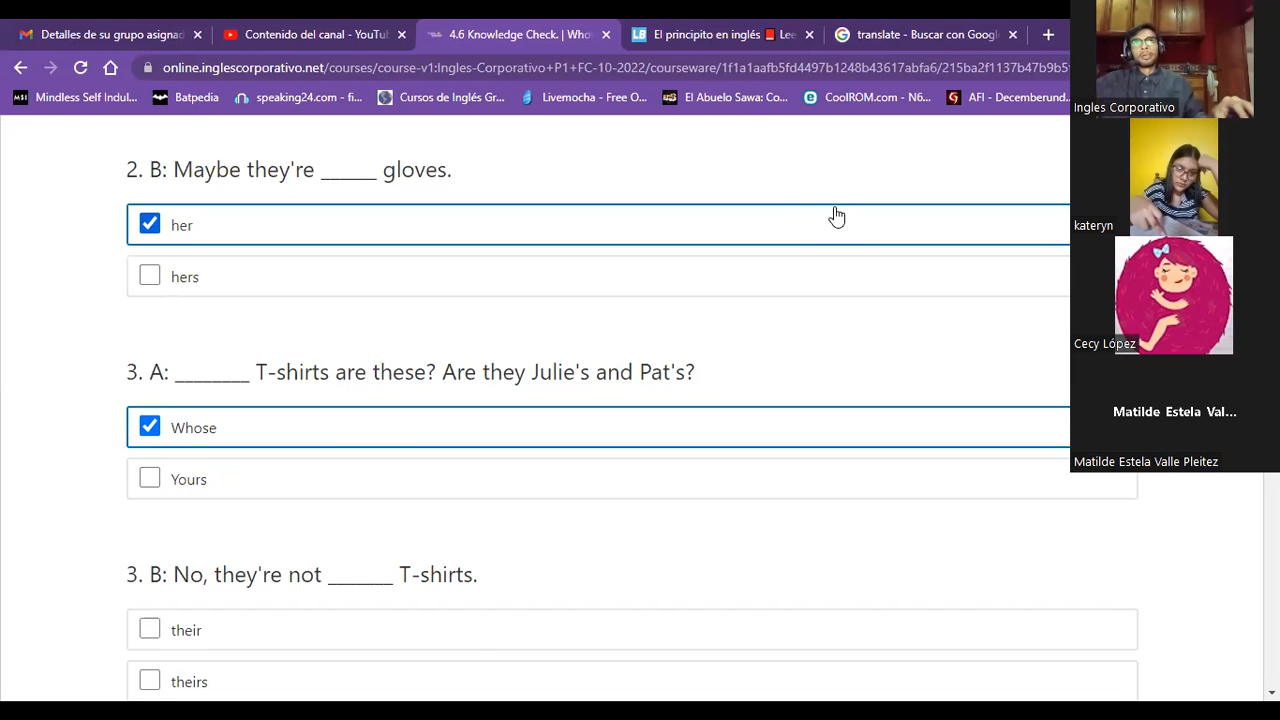 Detalles de su grupo asignad
Contenido del canal - YouTu
4.6 Knowledge Check. | Who
El principito en inglés
Lee
translate - Buscar con Googl
online.inglescorporativo.net/courses/course-v1:Ingles-Corporativo+P1+FC-10-2022/courseware/1f1a1aafb5fd4497b1248b43617abfa6/215ba2f1137b47b9b5
Mindless Self Indul...
Batpedia
speaking24.com - fi...
Cursos de Inglés Gr...
Livemocha - Free O...
El Abuelo Sawa: Co...
CoolROM.com - N6...
AFI - Decemberund...
Ingles Corporativo
2. B: Maybe they're ______ gloves.
her
hers
kateryn
3. A: ________ T-shirts are these? Are they Julie's and Pat's?
Whose
Yours
Cecy López
Matilde Estela Val...
Matilde Estela Valle Pleitez
3. B: No, they're not _______ T-shirts.
their
theirs